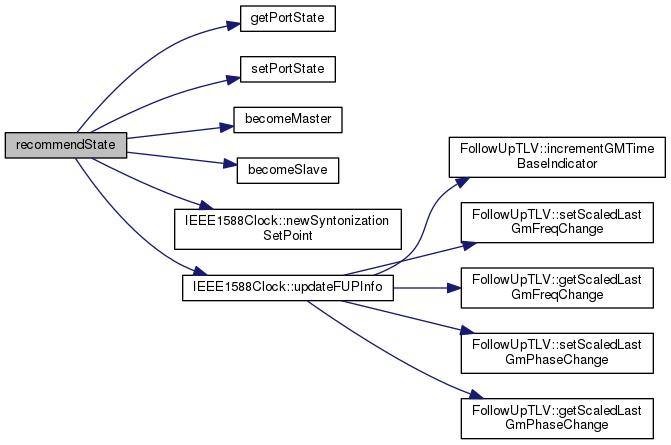 getPortState
setPortState
becomeMaster
recommendState
becomeSlave
IEEE1588Clock::newSyntonization
SetPoint
IEEE1588Clock::updateFUPInfo
FollowUpTLV::incrementGMTime
BaseIndicator
FollowUpTLV::setScaledLast
GmFreqChange
FollowUpTLV::getScaledLast
GmFreqChange
FollowUpTLV::setScaledLast
GmPhaseChange
FollowUpTLV::getScaledLast
GmPhaseChange